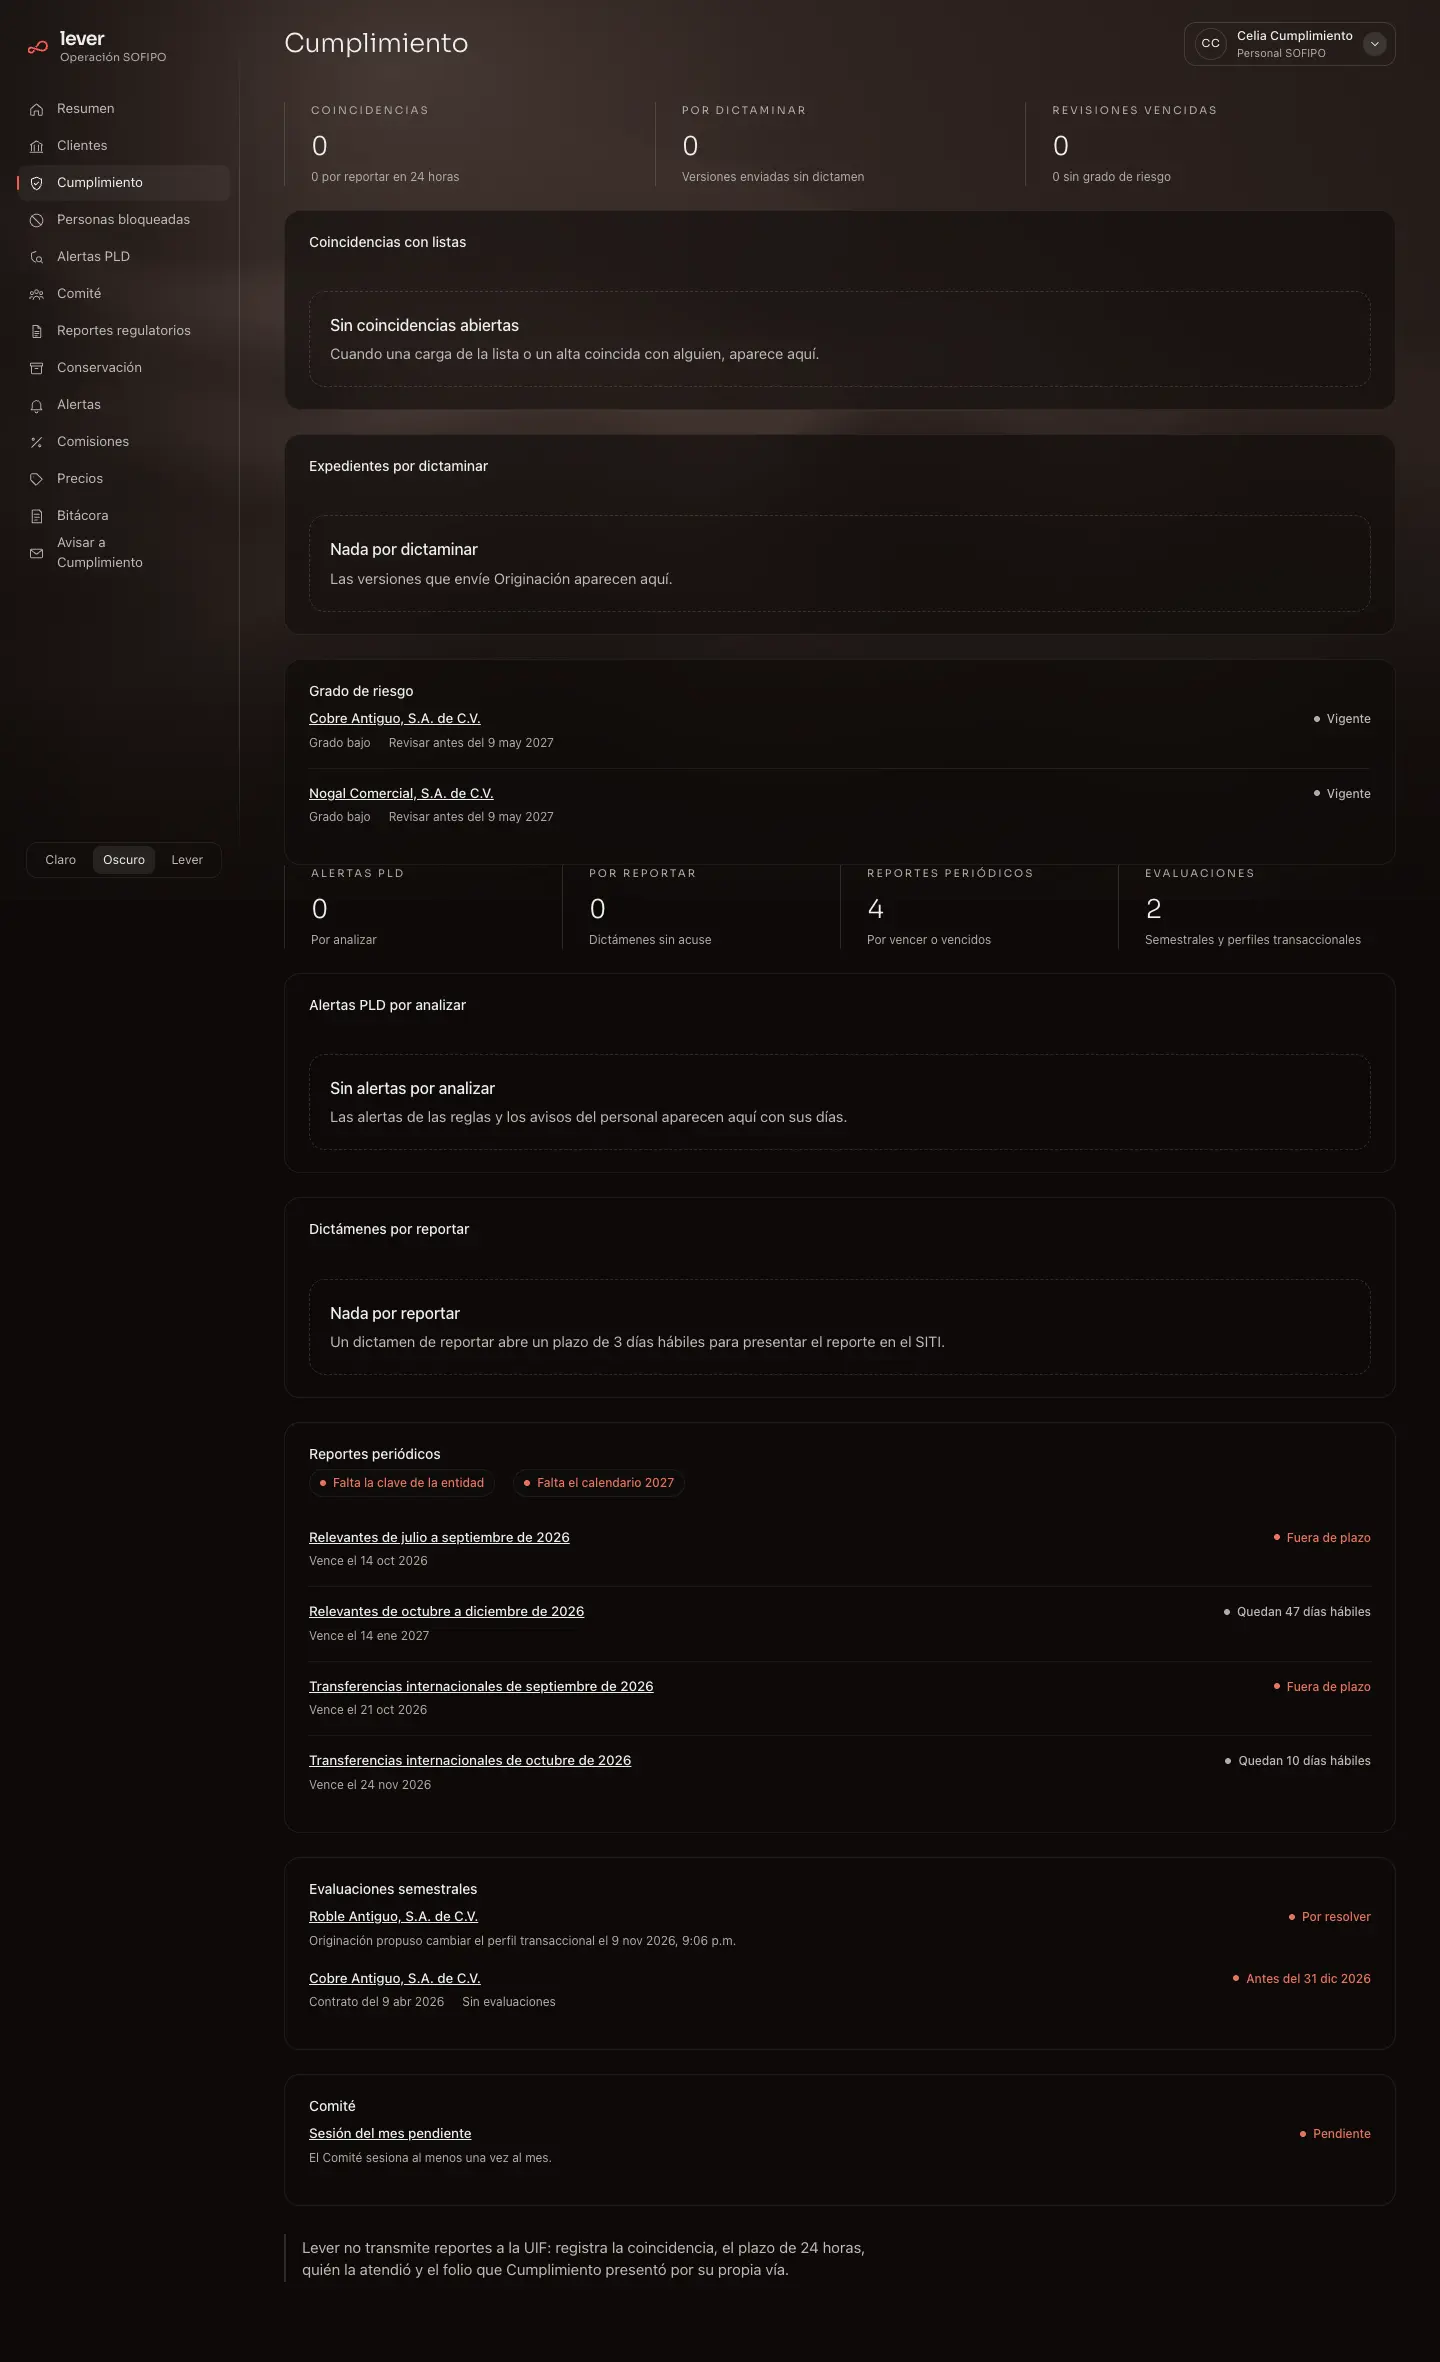 lever
Operación SOFIPO
Resumen
Clientes
Cumplimiento
Personas bloqueadas
Alertas PLD
Comité
Reportes regulatorios
Conservación
Alertas
Comisiones
Precios
Bitácora
Avisar a
Cumplimiento
Claro
Oscuro
Lever
Cumplimiento
CC
Celia Cumplimiento
Personal SOFIPO
COINCIDENCIAS
0
0 por reportar en 24 horas
POR DICTAMINAR
0
Versiones enviadas sin dictamen
REVISIONES VENCIDAS
0
0 sin grado de riesgo
Coincidencias con listas
Sin coincidencias abiertas
Cuando una carga de la lista o un alta coincida con alguien, aparece aquí.
Expedientes por dictaminar
Nada por dictaminar
Las versiones que envíe Originación aparecen aquí.
Grado de riesgo
Cobre Antiguo, S.A. de C.V.
Vigente
Grado bajo Revisar antes del 9 may 2027
Nogal Comercial, S.A. de C.V.
Vigente
Grado bajo Revisar antes del 9 may 2027
ALERTAS PLD
0
Por analizar
POR REPORTAR
0
Dictámenes sin acuse
REPORTES PERIÓDICOS
4
Por vencer o vencidos
EVALUACIONES
2
Semestrales y perfiles transaccionales
Alertas PLD por analizar
Sin alertas por analizar
Las alertas de las reglas y los avisos del personal aparecen aquí con sus días.
Dictámenes por reportar
Nada por reportar
Un dictamen de reportar abre un plazo de 3 días hábiles para presentar el reporte en el SITI.
Reportes periódicos
Falta la clave de la entidad
Falta el calendario 2027
Relevantes de julio a septiembre de 2026
Fuera de plazo
Vence el 14 oct 2026
Relevantes de octubre a diciembre de 2026
Quedan 47 días hábiles
Vence el 14 ene 2027
Transferencias internacionales de septiembre de 2026
Fuera de plazo
Vence el 21 oct 2026
Transferencias internacionales de octubre de 2026
Quedan 10 días hábiles
Vence el 24 nov 2026
Evaluaciones semestrales
Roble Antiguo, S.A. de C.V.
Por resolver
Originación propuso cambiar el perfil transaccional el 9 nov 2026, 9:06 p.m.
Cobre Antiguo, S.A. de C.V.
Antes del 31 dic 2026
Contrato del 9 abr 2026 Sin evaluaciones
Comité
Sesión del mes pendiente
Pendiente
El Comité sesiona al menos una vez al mes.
Lever no transmite reportes a la UIF: registra la coincidencia, el plazo de 24 horas,
quién la atendió y el folio que Cumplimiento presentó por su propia vía.